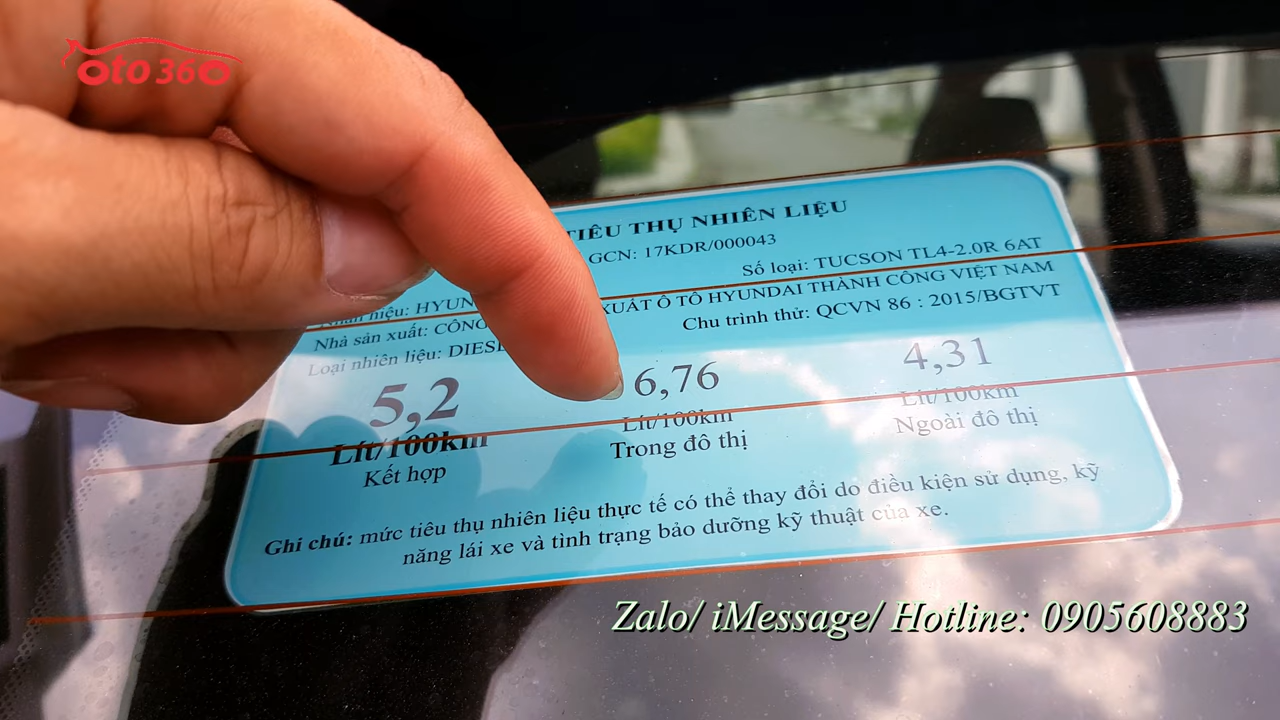 oto 360
TIÊU THỤ NHIÊN LIỆU
GCN: 17KDR/000043
Nhãn hiệu: HYUN Số loại: TUCSON TL4-2.0R 6AT
Nhà sản xuất: CÔNG XUẤT Ô TÔ HYUNDAI THÀNH CÔNG VIỆT NAM
Loại nhiên liệu: DIESE Chu trình thử: QCVN 86 : 2015/BGTVT
5,2 6,76 4,31
Lít/100km Lít/100km Lít/100km
Kết hợp Trong đô thị Ngoài đô thị
Ghi chú: mức tiêu thụ nhiên liệu thực tế có thể thay đổi do điều kiện sử dụng, kỹ
năng lái xe và tình trạng bảo dưỡng kỹ thuật của xe.
Zalo/ iMessage/ Hotline: 0905608883